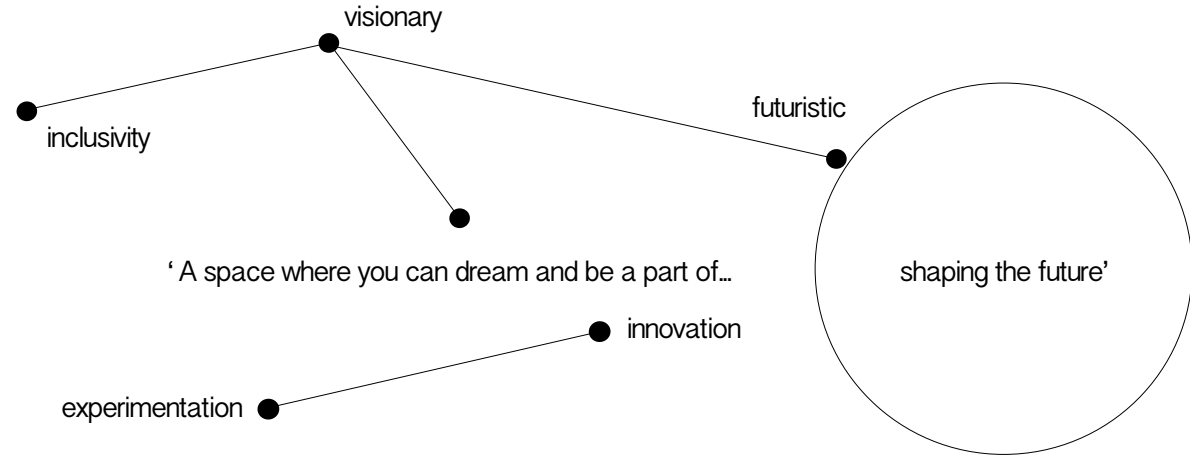 visionary
futuristic
inclusivity
‘ A space where you can dream and be a part of...
shaping the future’
innovation
experimentation